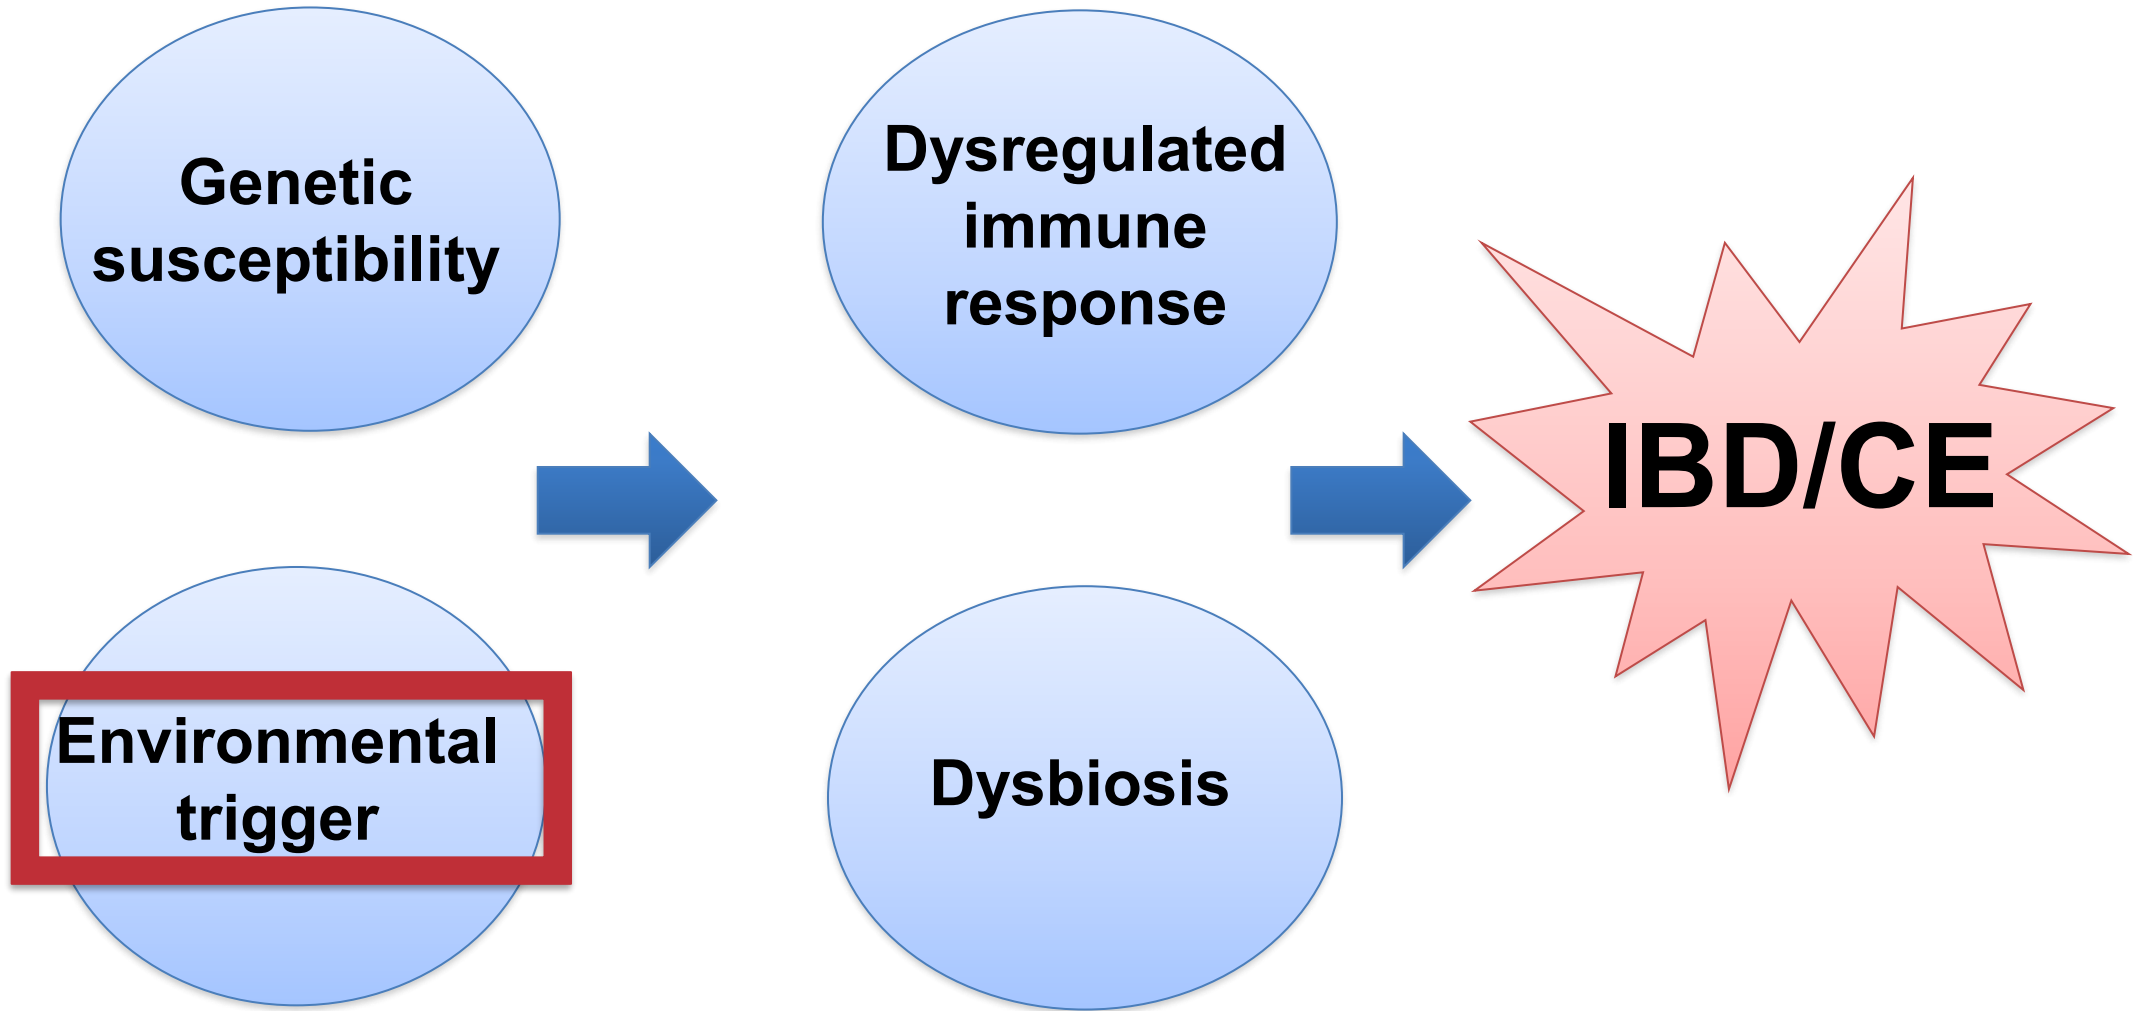 Genetic
susceptibility
Environmental
trigger
Dysregulated
immune
response
Dysbiosis
IBD/CE